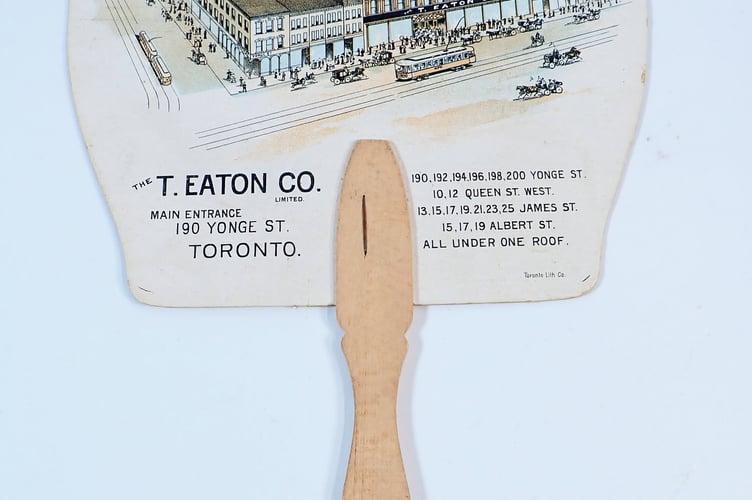 EATON
THE T. EATON CO.
LIMITED.
MAIN ENTRANCE
190 YONGE ST.
TORONTO.
190,192,194,196,198,200 YONGE ST.
10,12 QUEEN ST. WEST.
13,15,17,19,21,23,25 JAMES ST.
15,17,19 ALBERT ST.
ALL UNDER ONE ROOF.
Toronto Lith Co.